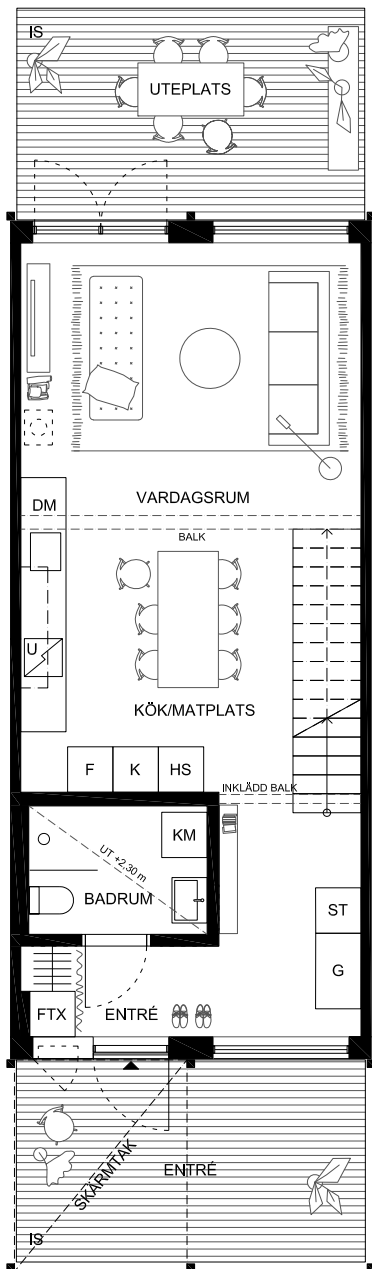 IS
UTEPLATS
DM
VARDAGSRUM
BALK
U
KÖK/MATPLATS
F
K
HS
INKLÄDD BALK
KM
UT +2,30 m
BADRUM
ST
G
FTX
ENTRÉ
ENTRÉ
SKÄRMTAK
IS